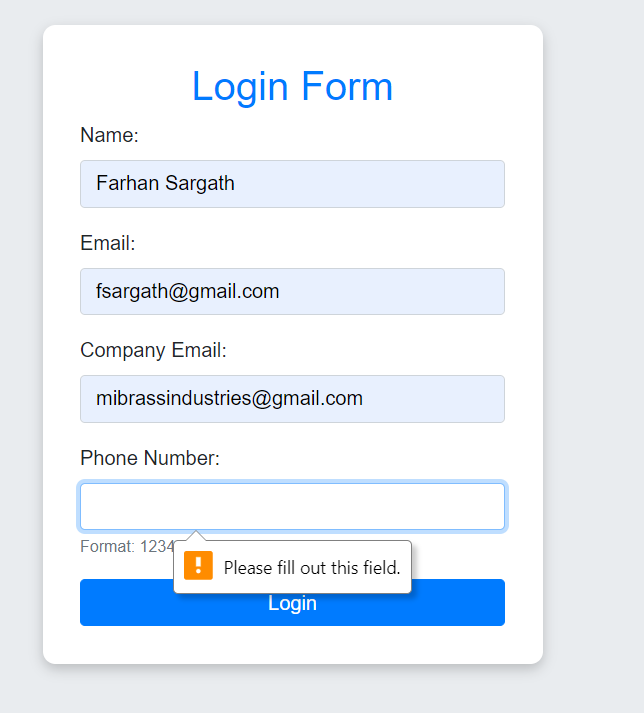 Login Form
Name:
Farhan Sargath
Email:
fsargath@gmail.com
Company Email:
mibrassindustries@gmail.com
Phone Number:
Format: 1234
Please fill out this field.
Login